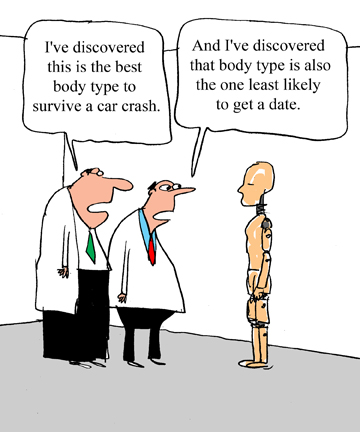 I've discovered
this is the best
body type to
survive a car crash.
And I've discovered
that body type is also
the one least likely
to get a date.